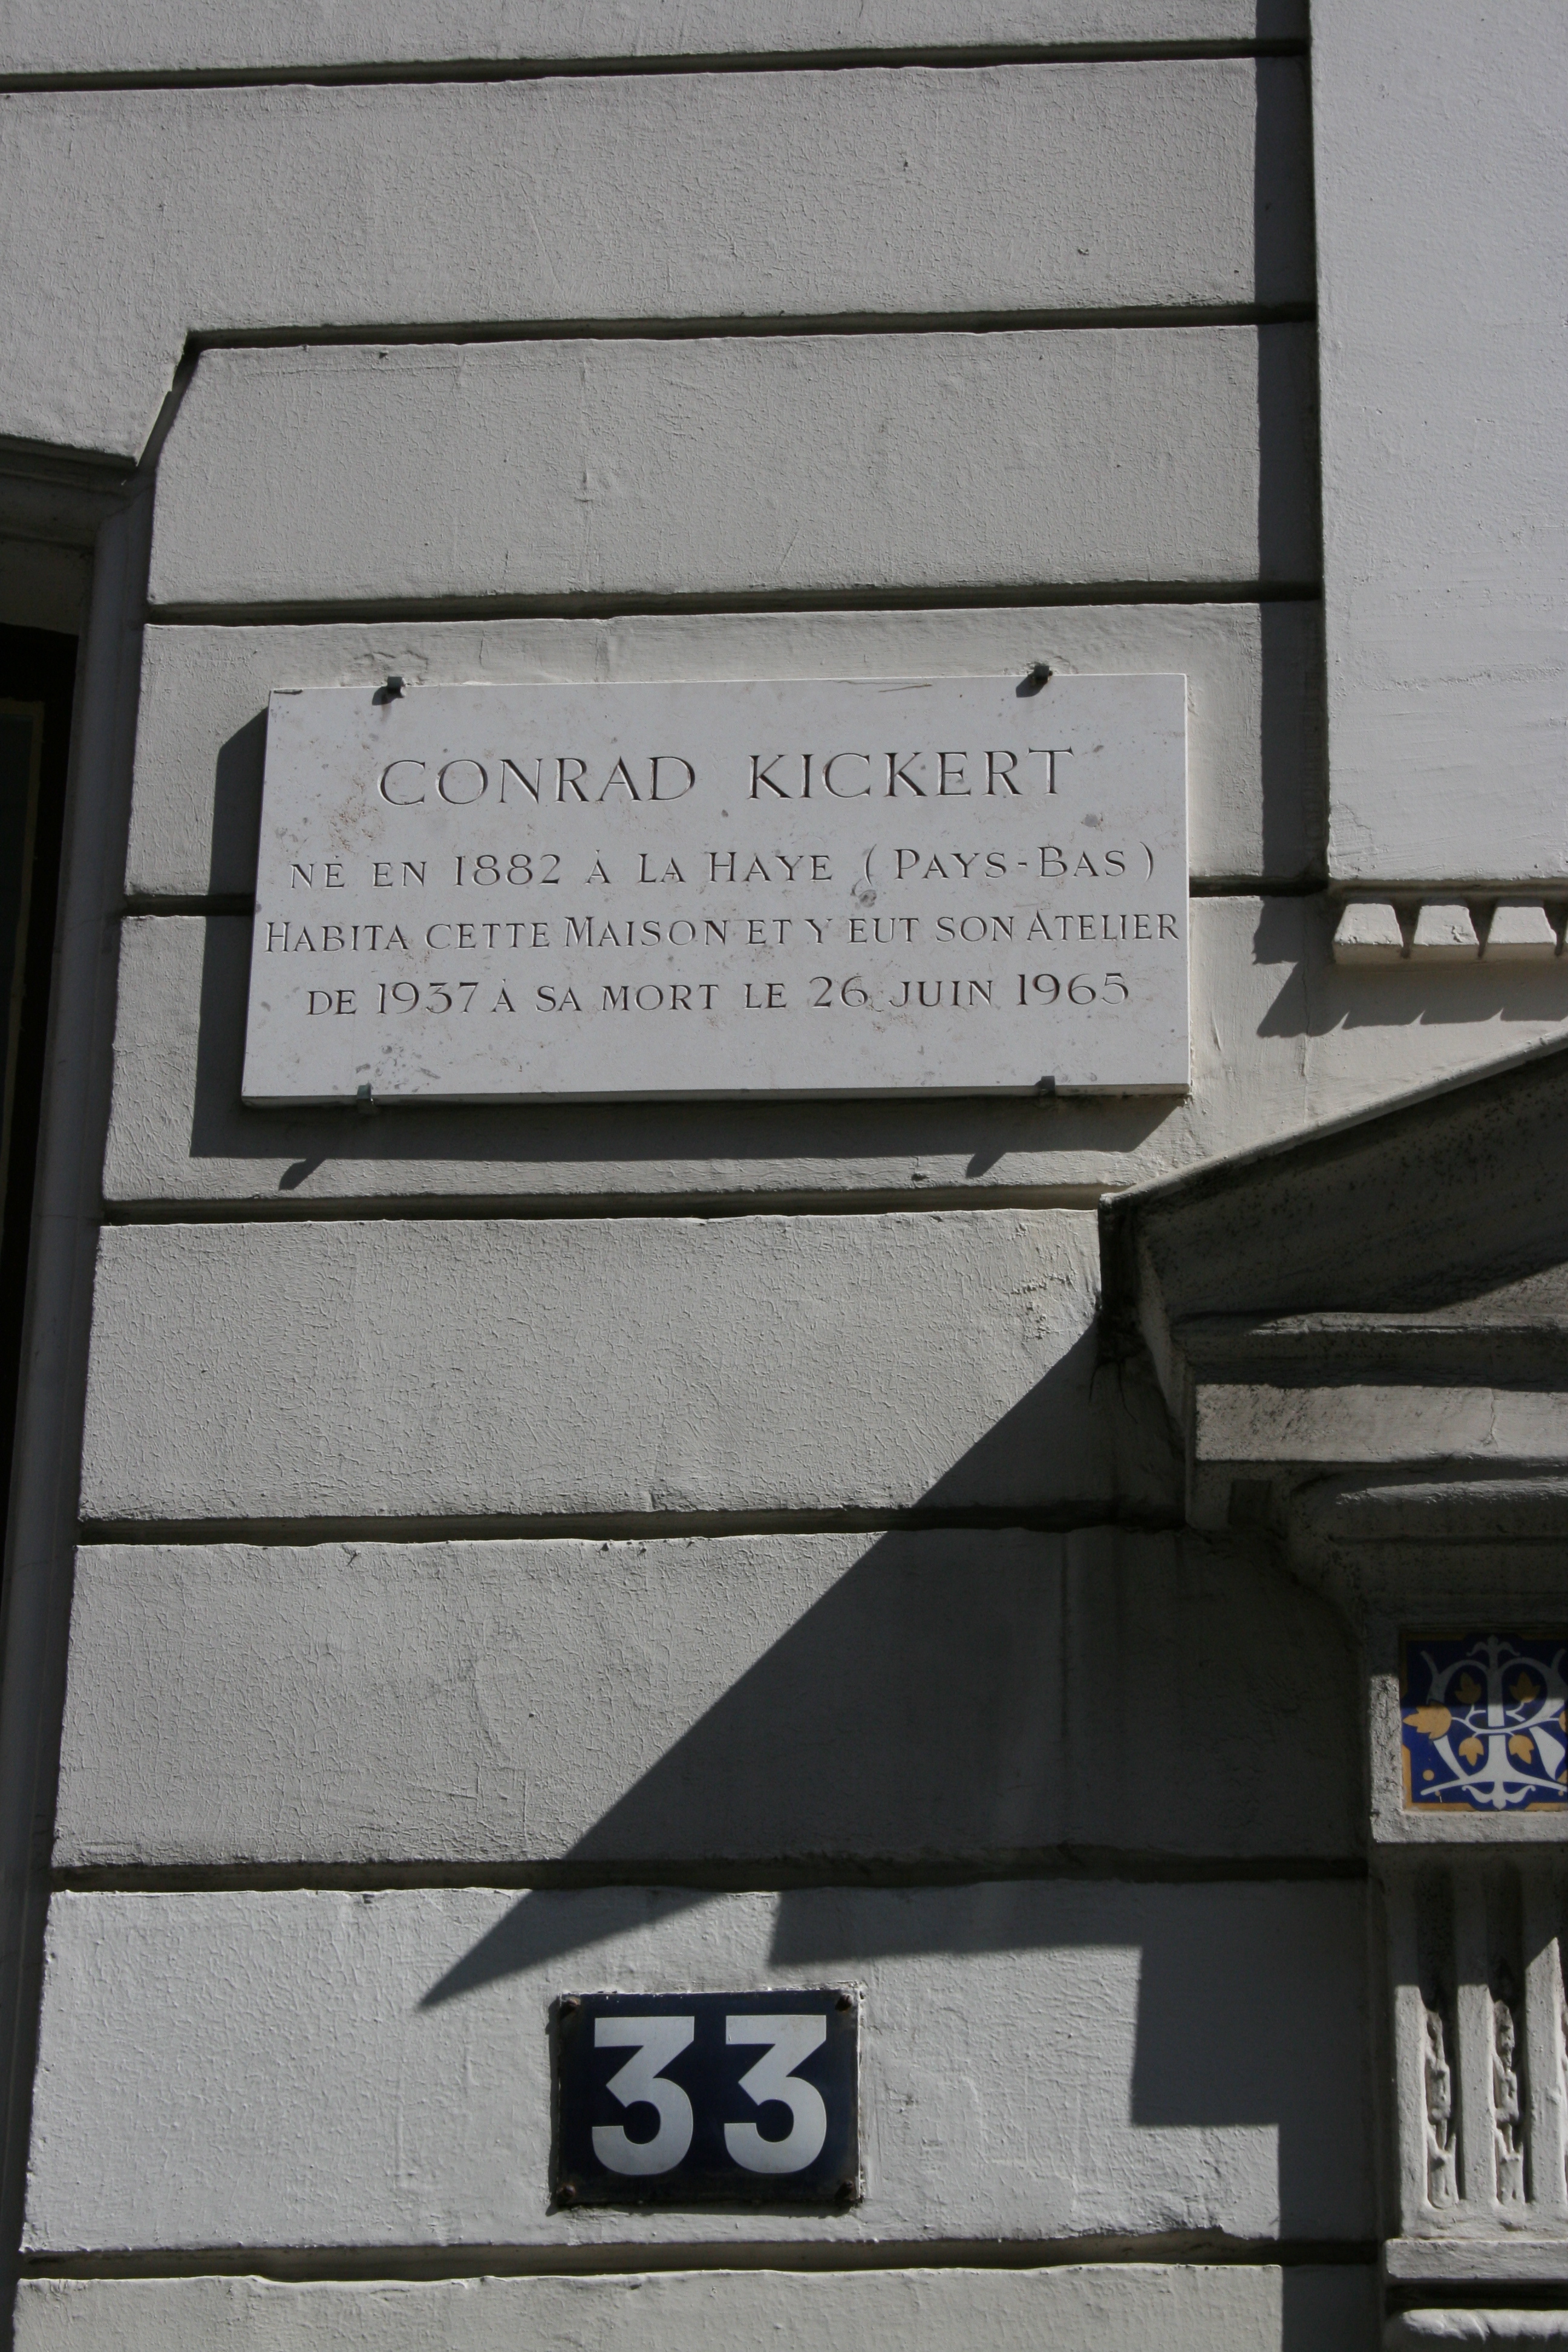 CONRAD KICKERT
NÉ EN 1882 À LA HAYE (PAYS-BAS)
HABITA CETTE MAISON ET Y EUT SON ATELIER
DE 1937 À SA MORT LE 26 JUIN 1965
33